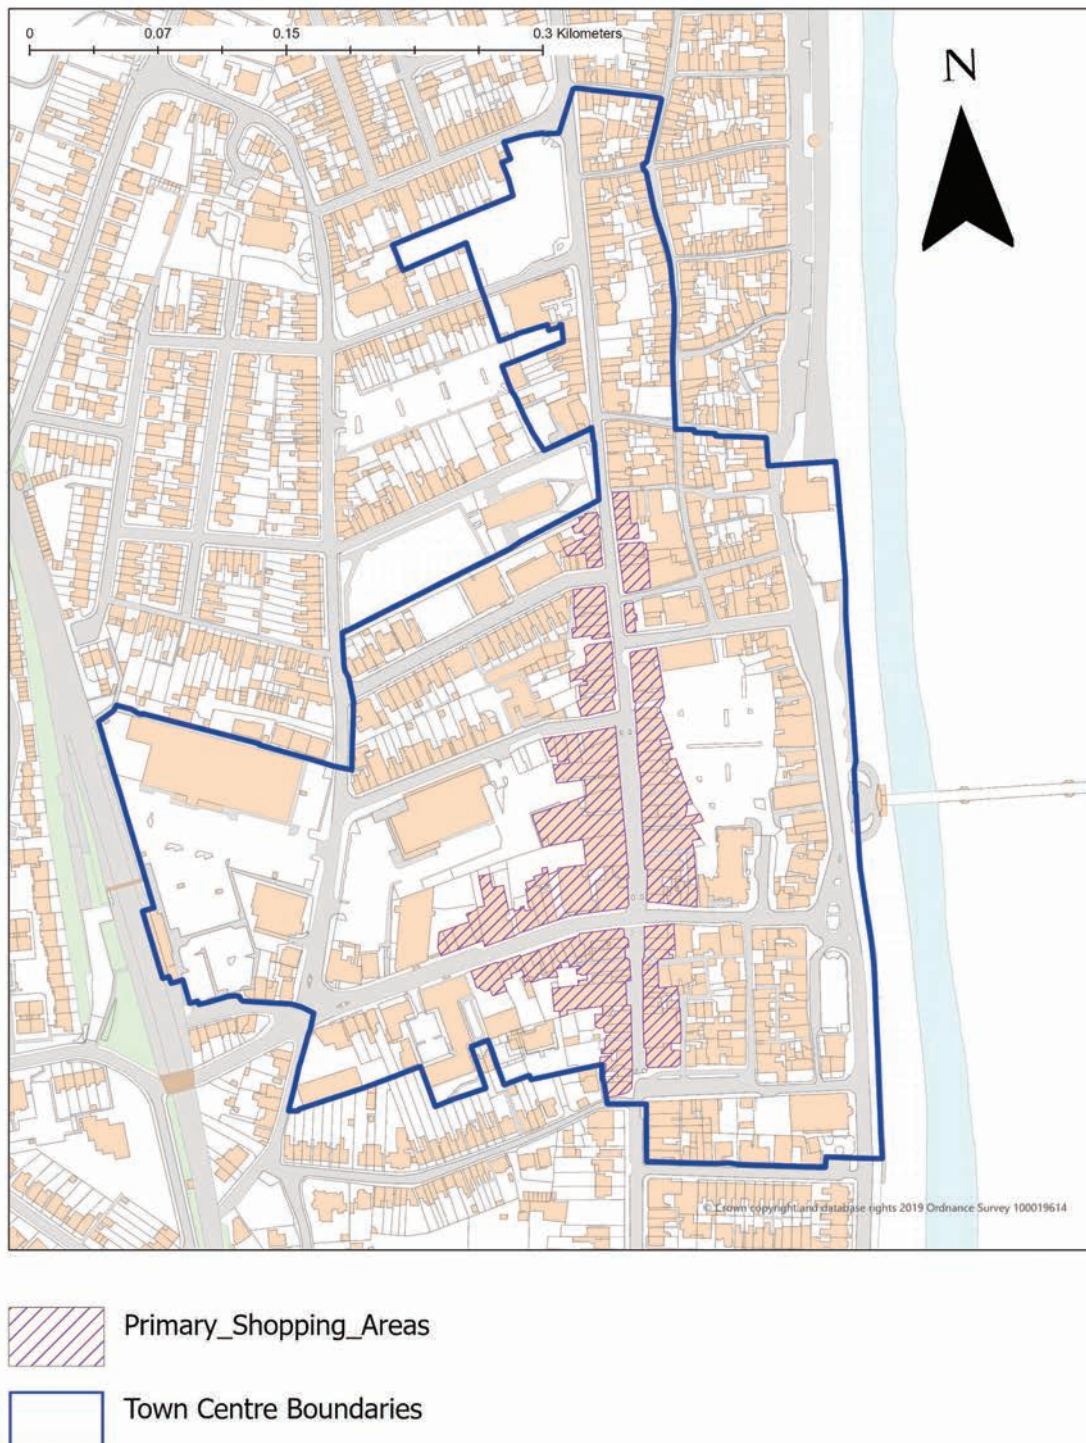 0 0.07 0.15 0.3 Kilometers
N
© Crown copyright and database rights 2019 Ordnance Survey 100019614
Primary_Shopping_Areas
Town Centre Boundaries